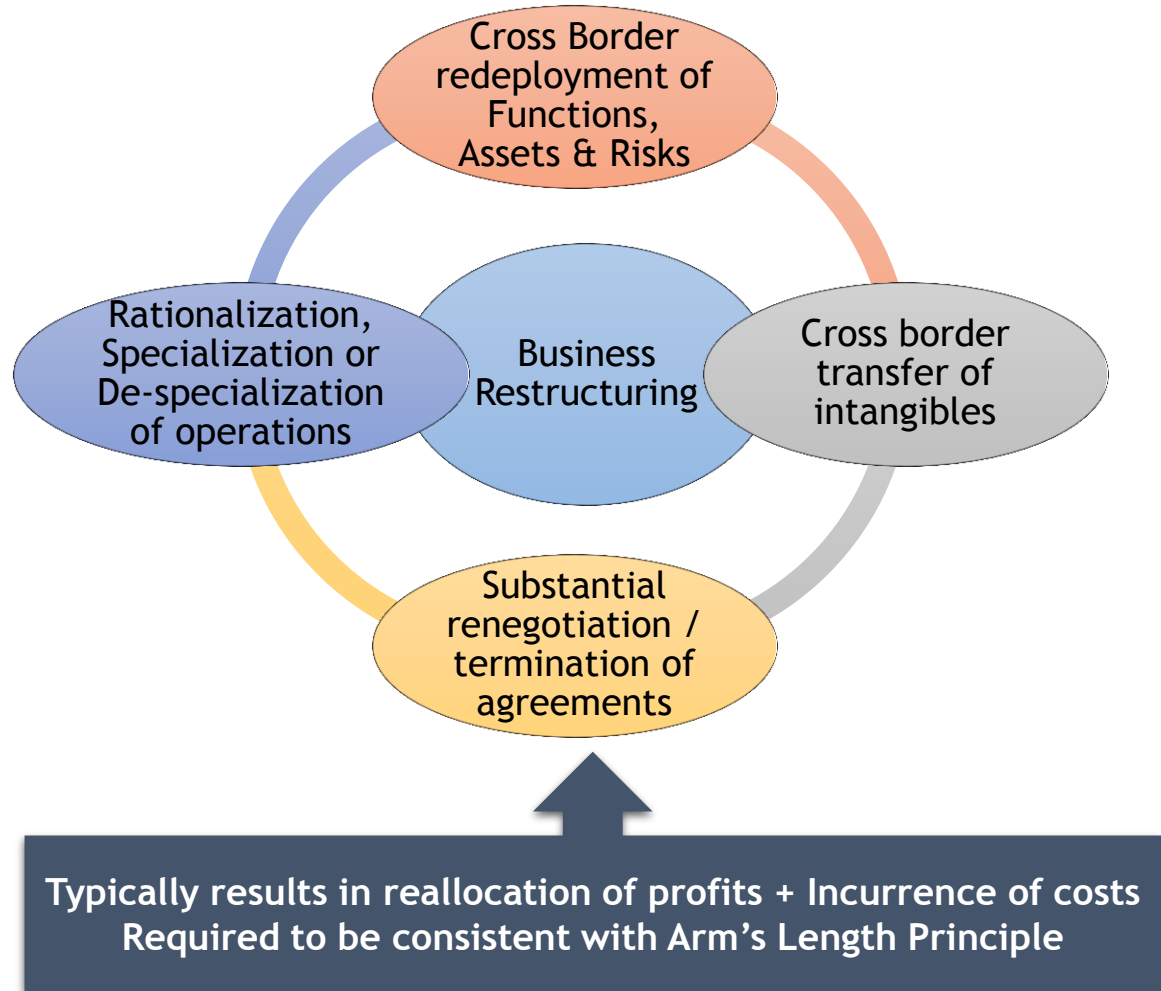 Cross Border
redeployment of
Functions,
Assets & Risks
Rationalization,
Specialization or
De-specialization
of operations
Business
Restructuring
Cross border
transfer of
intangibles
Substantial
renegotiation /
termination of
agreements
Typically results in reallocation of profits + Incurrence of costs
Required to be consistent with Arm’s Length Principle